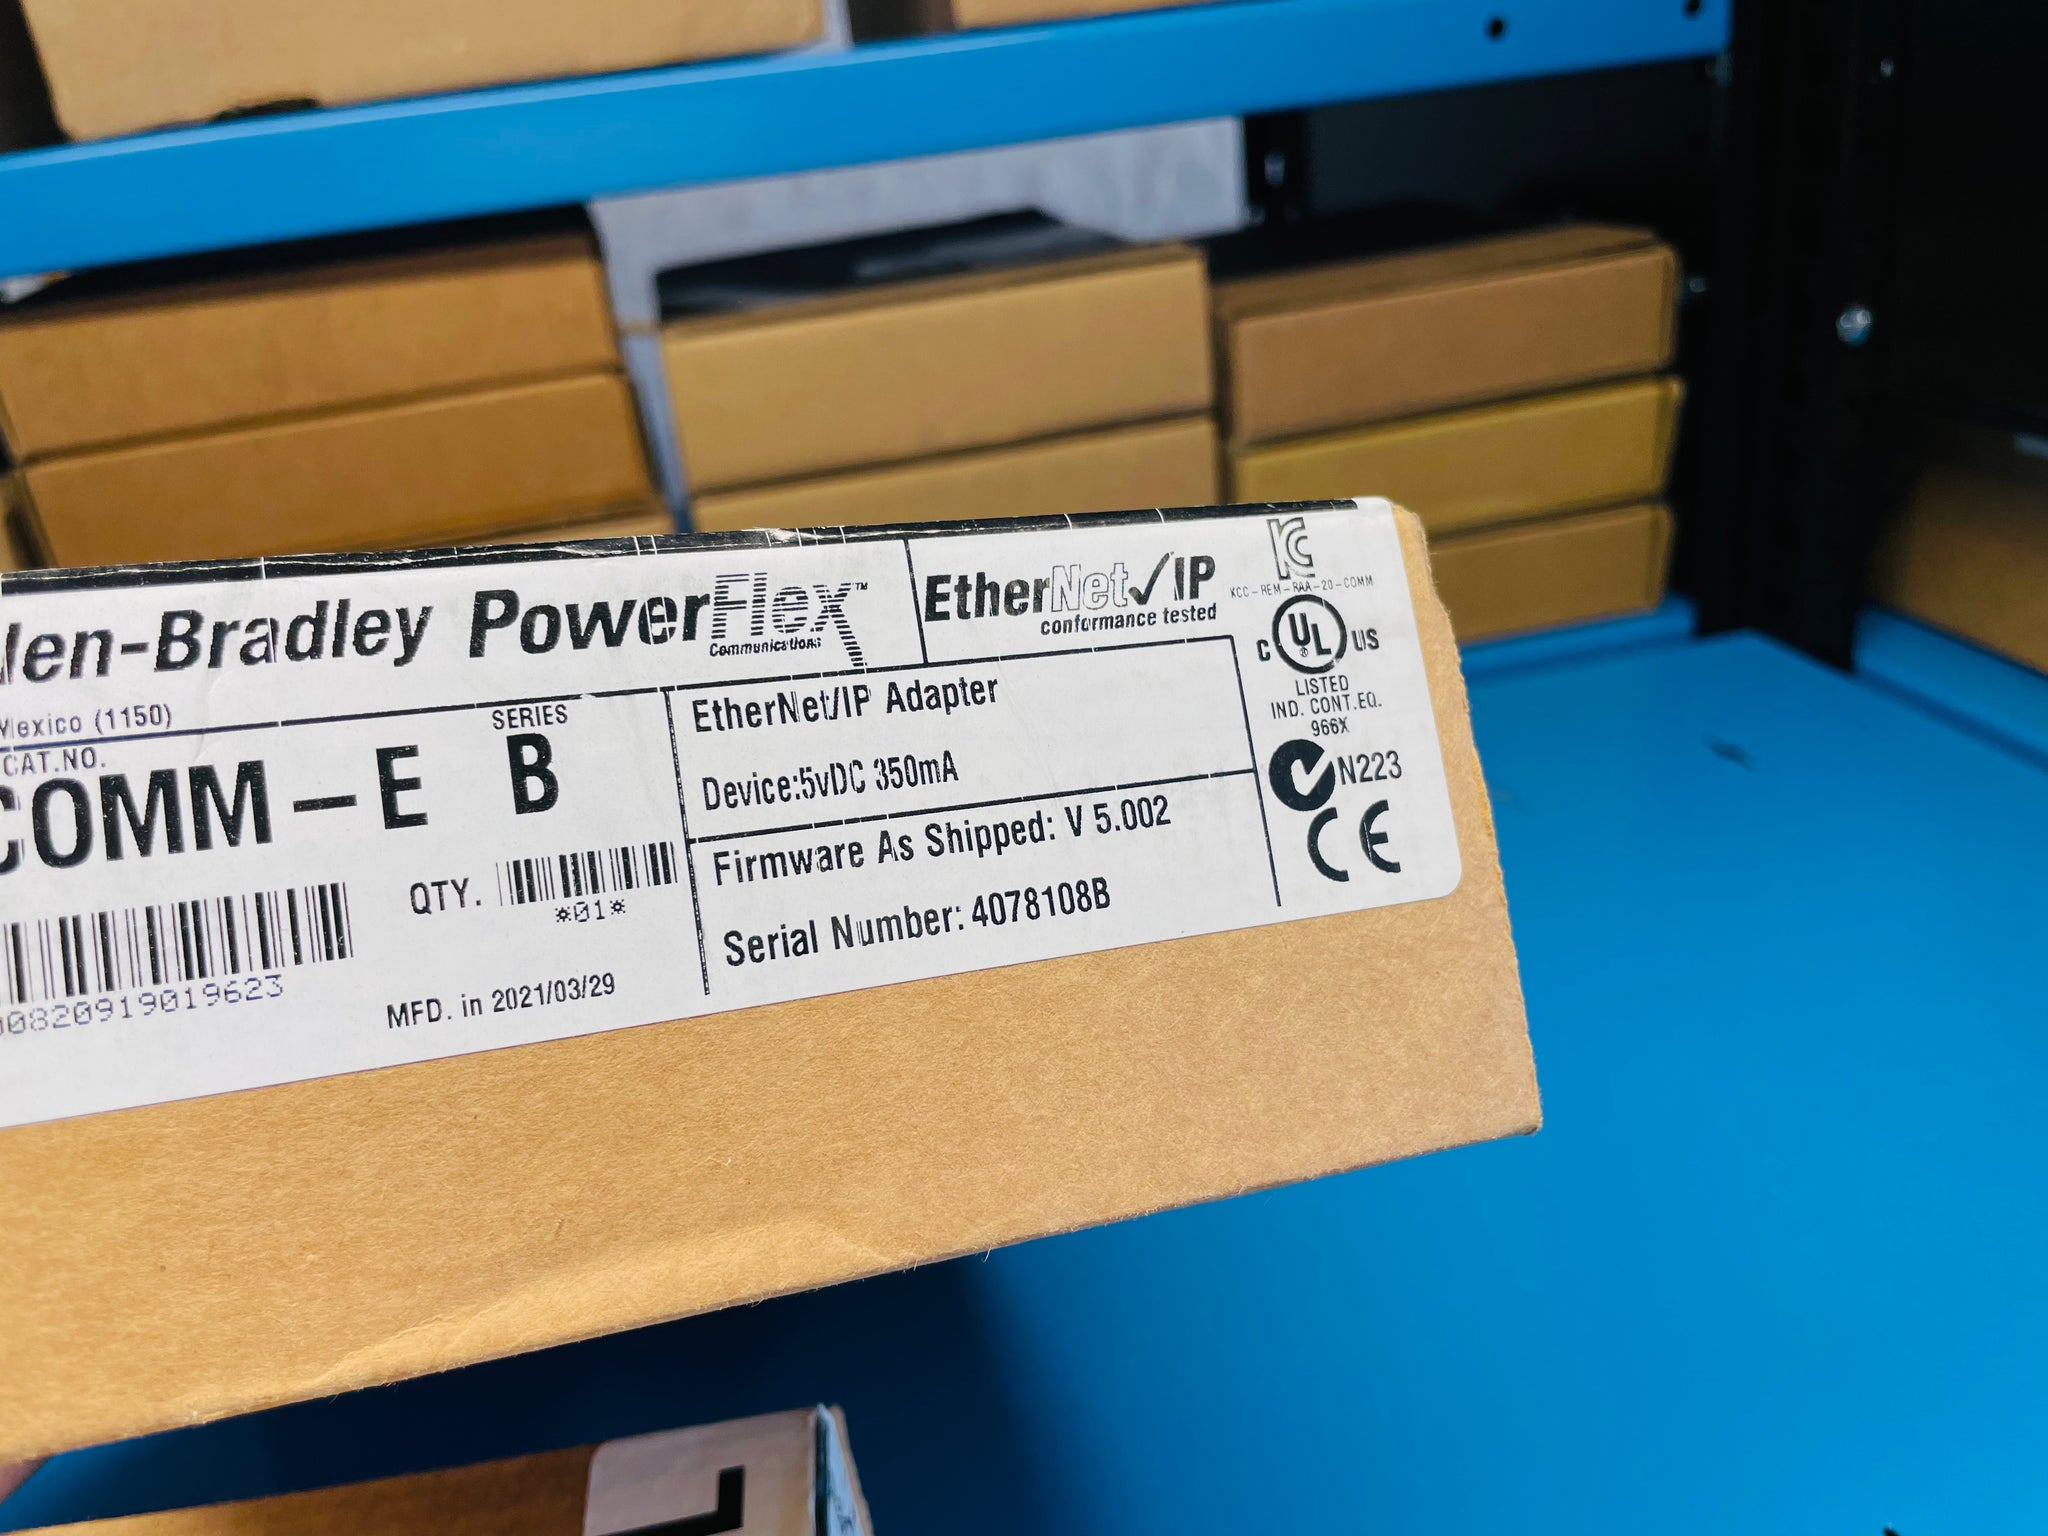 llen-Bradley PowerFlex™
Communications
EtherNet/IP
conformance tested
KCC-REM-RAA-20-COMM
C UL® US
LISTED
IND. CONT.EQ.
966X
N223
CE
Mexico (1150)
CAT.NO.
COMM-E
SERIES
B
QTY.
*01*
00820919019623
MFD. in 2021/03/29
EtherNet/IP Adapter
Device:5vDC 350mA
Firmware As Shipped: V 5.002
Serial Number: 4078108B
L